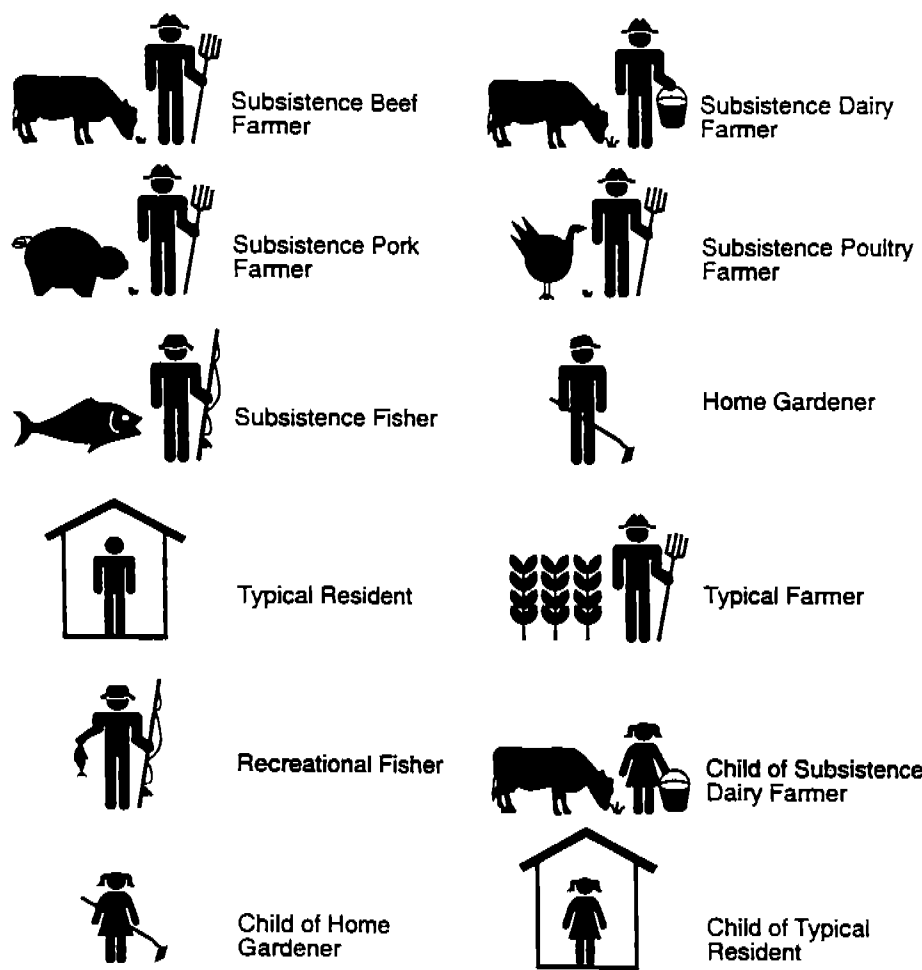 Subsistence Beef
Farmer
Subsistence Dairy
Farmer
Subsistence Pork
Farmer
Subsistence Poultry
Farmer
Subsistence Fisher
Home Gardener
Typical Resident
Typical Farmer
Recreational Fisher
Child of Subsistence
Dairy Farmer
Child of Home
Gardener
Child of Typical
Resident